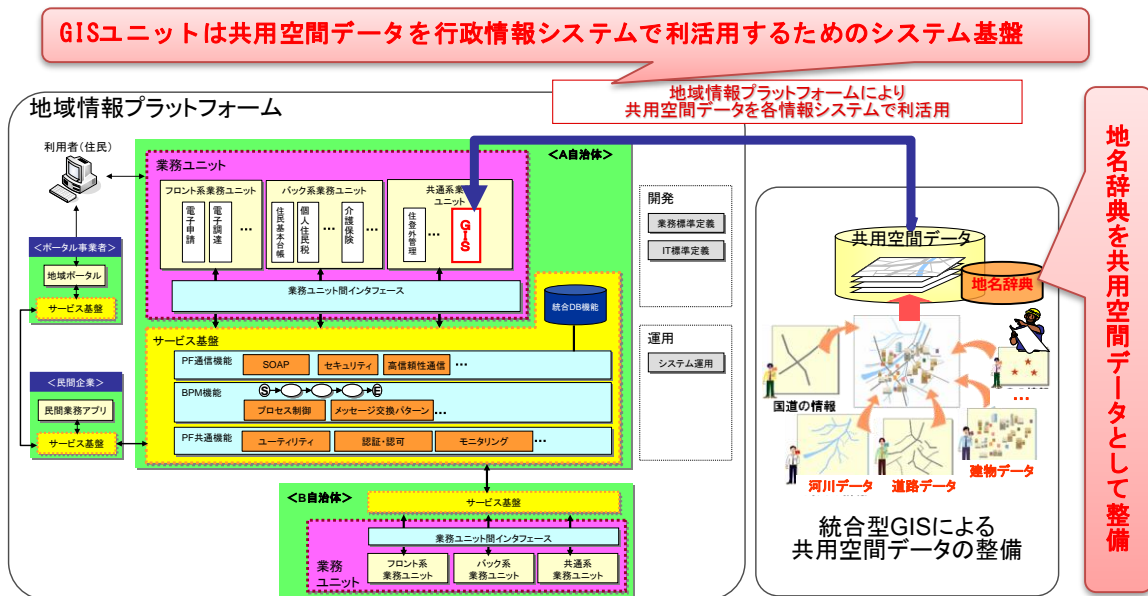 GISユニットは共用空間データを行政情報システムで利活用するためのシステム基盤
地域情報プラットフォーム
地域情報プラットフォームにより
共用空間データを各情報システムで利活用
利用者(住民)
<A自治体>
業務ユニット
フロント系業務ユニット
電子申請
電子調達
…
バック系業務ユニット
住民基本台帳
個人住民税
…
介護保険
…
共通系業
ユニット
住登外管理
…
GIS
業務ユニット間インタフェース
統合DB機能
<ポータル事業者>
地域ポータル
サービス基盤
サービス基盤
PF通信機能
SOAP
セキュリティ
高信頼性通信
…
BPM機能
S
E
プロセス制御
メッセージ交換パターン
…
PF共通機能
ユーティリティ
認証・認可
モニタリング
…
<民間企業>
民間業務アプリ
サービス基盤
<B自治体>
サービス基盤
業務ユニット間インタフェース
業務
ユニット
フロント系
業務ユニット
バック系
業務ユニット
共通系
業務ユニット
開発
業務標準定義
IT標準定義
運用
システム運用
共用空間データ
地名辞典
国道の情報
…
河川データ
道路データ
建物データ
統合型GISによる
共用空間データの整備
地名辞典を共用空間データとして整備